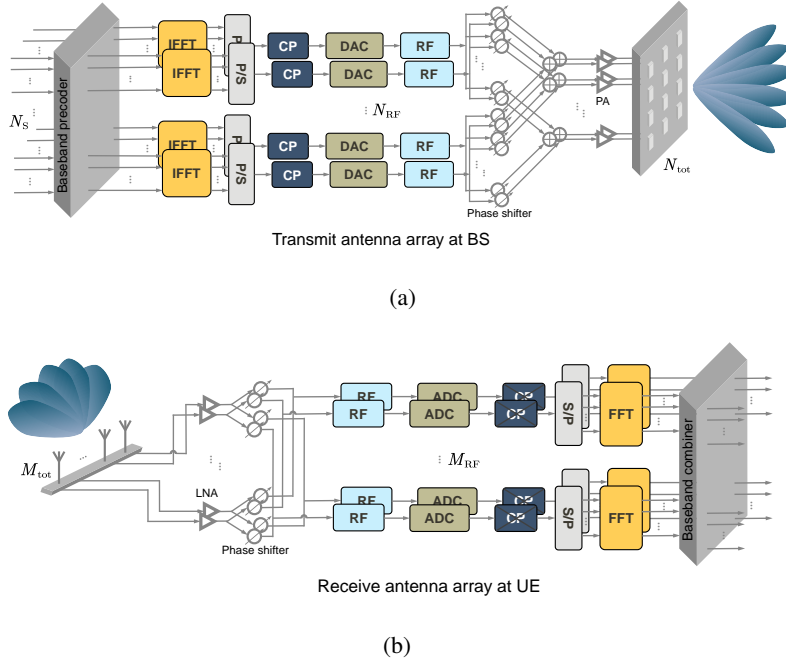 IFFT
P/S
IFFT
P/S
CP
DAC
RF
CP
DAC
RF
N_S
Baseband precoder
⋮ N_RF
PA
IFFT
P/S
IFFT
P/S
CP
DAC
RF
CP
DAC
RF
N_tot
Phase shifter
Transmit antenna array at BS
(a)
RF
ADC
CP
RF
ADC
CP
S/P
FFT
M_tot
LNA
⋮ M_RF
Baseband combiner
RF
ADC
CP
RF
ADC
CP
S/P
FFT
Phase shifter
Receive antenna array at UE
(b)